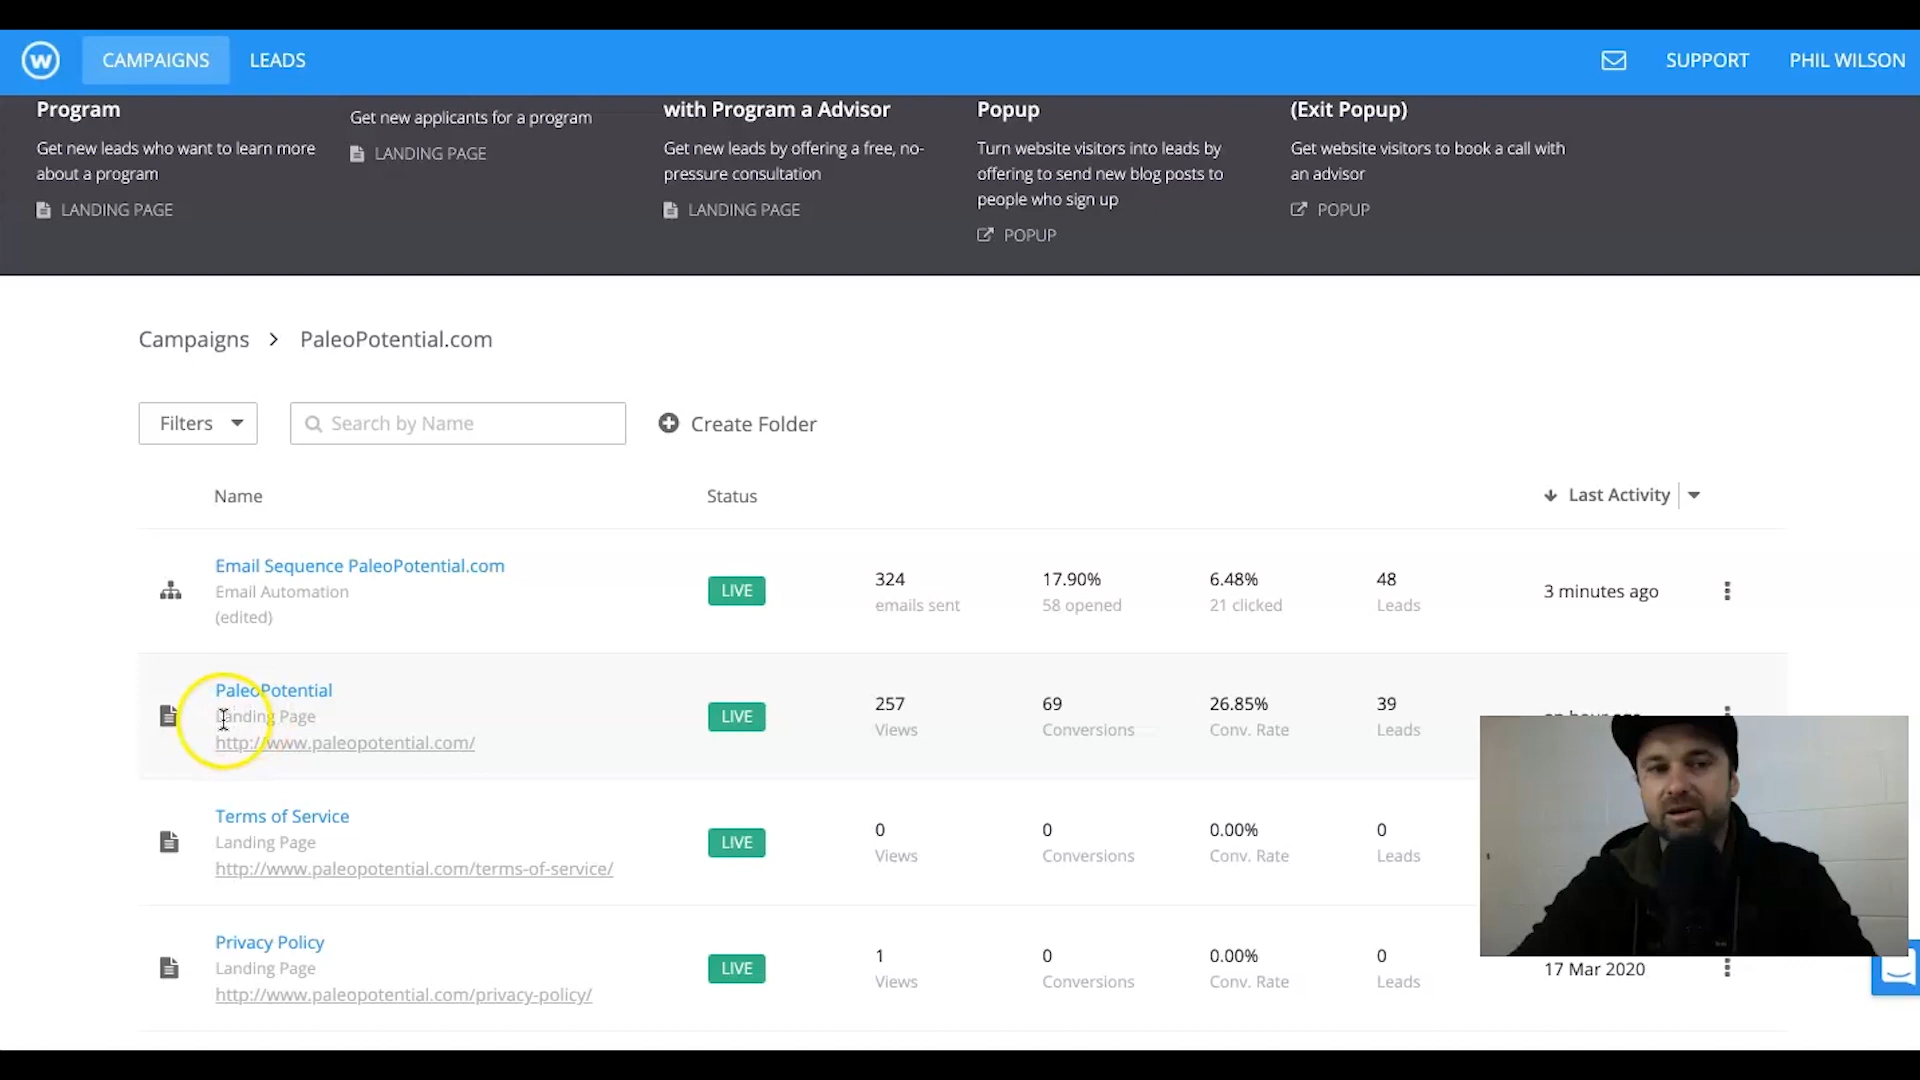 W CAMPAIGNS LEADS SUPPORT PHIL WILSON
Program
Get new leads who want to learn more
about a program
LANDING PAGE
Get new applicants for a program
LANDING PAGE
with Program a Advisor
Get new leads by offering a free, no-
pressure consultation
LANDING PAGE
Popup
Turn website visitors into leads by
offering to send new blog posts to
people who sign up
POPUP
(Exit Popup)
Get website visitors to book a call with
an advisor
POPUP
Campaigns > PaleoPotential.com
Filters Search by Name Create Folder
Name Status Last Activity
Email Sequence PaleoPotential.com
Email Automation
(edited)
LIVE
324
emails sent
17.90%
58 opened
6.48%
21 clicked
48
Leads
3 minutes ago
PaleoPotential
Landing Page
http://www.paleopotential.com/
LIVE
257
Views
69
Conversions
26.85%
Conv. Rate
39
Leads
an hour ago
Terms of Service
Landing Page
http://www.paleopotential.com/terms-of-service/
LIVE
0
Views
0
Conversions
0.00%
Conv. Rate
0
Leads
Privacy Policy
Landing Page
http://www.paleopotential.com/privacy-policy/
LIVE
1
Views
0
Conversions
0.00%
Conv. Rate
0
Leads
17 Mar 2020